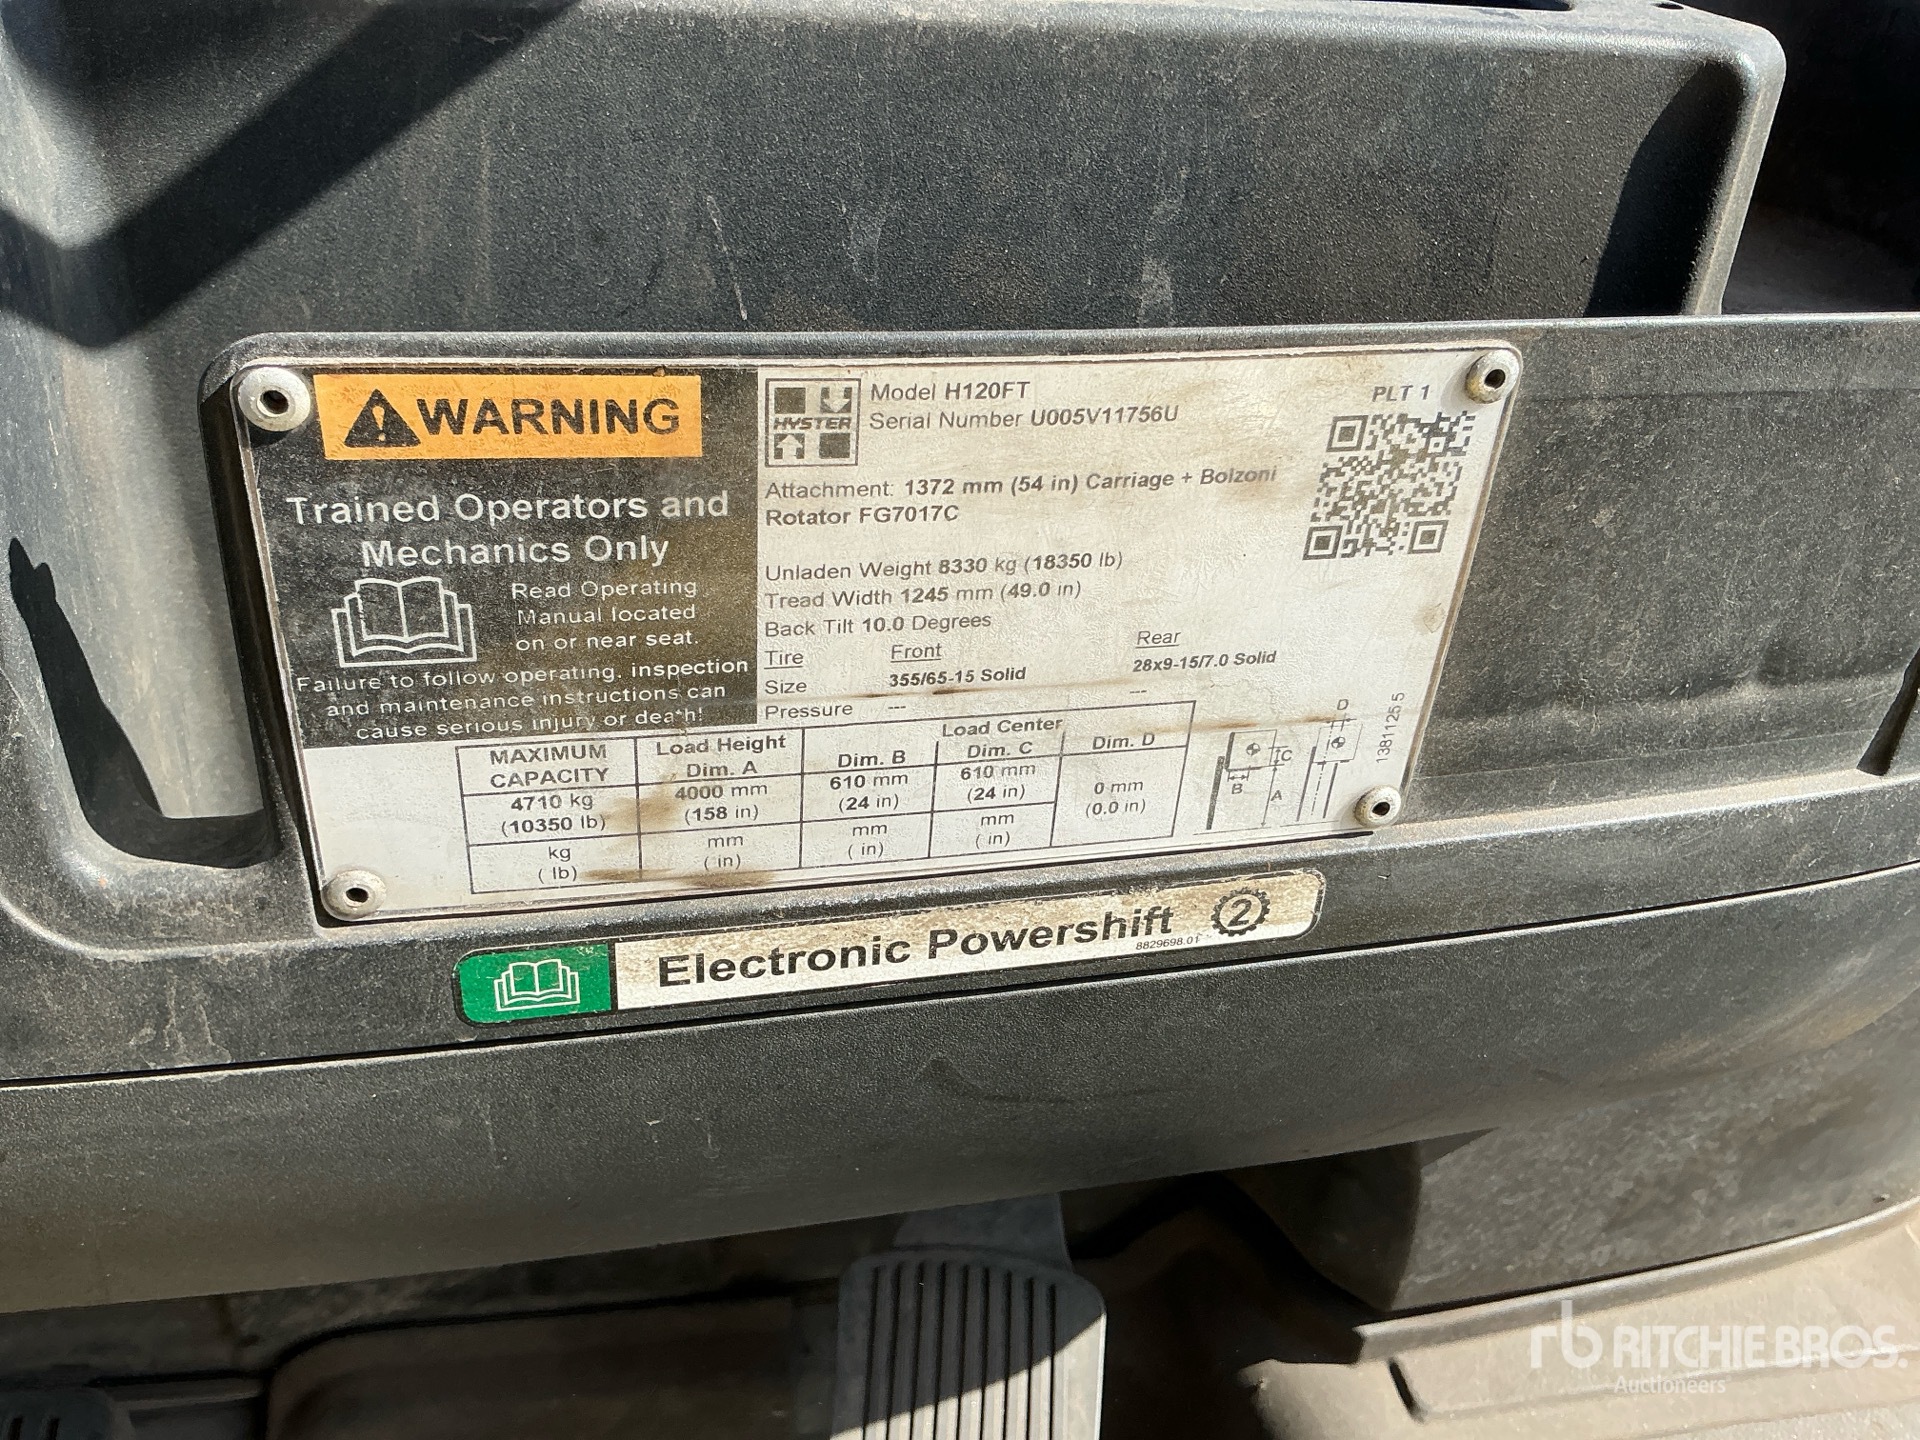 WARNING
Trained Operators and
Mechanics Only
Read Operating
Manual located
on or near seat.
Failure to follow operating, inspection
and maintenance instructions can
cause serious injury or death!
HYSTER
Model H120FT
Serial Number U005V11756U
PLT 1
Attachment: 1372 mm (54 in) Carriage + Bolzoni
Rotator FG7017C
Unladen Weight 8330 kg (18350 lb)
Tread Width 1245 mm (49.0 in)
Back Tilt 10.0 Degrees
Tire Front Rear
Size 355/65-15 Solid 28x9-15/7.0 Solid
Pressure --- ---
MAXIMUM
CAPACITY
Load Height
Dim. A
Load Center
Dim. B Dim. C Dim. D
4710 kg
(10350 lb)
4000 mm
(158 in)
610 mm
(24 in)
610 mm
(24 in)
0 mm
(0.0 in)
kg
( lb)
mm
( in)
mm
( in)
mm
( in)
B
A
C
D
13811255
Electronic Powershift 2
8829698.01
rb RITCHIE BROS.
Auctioneers